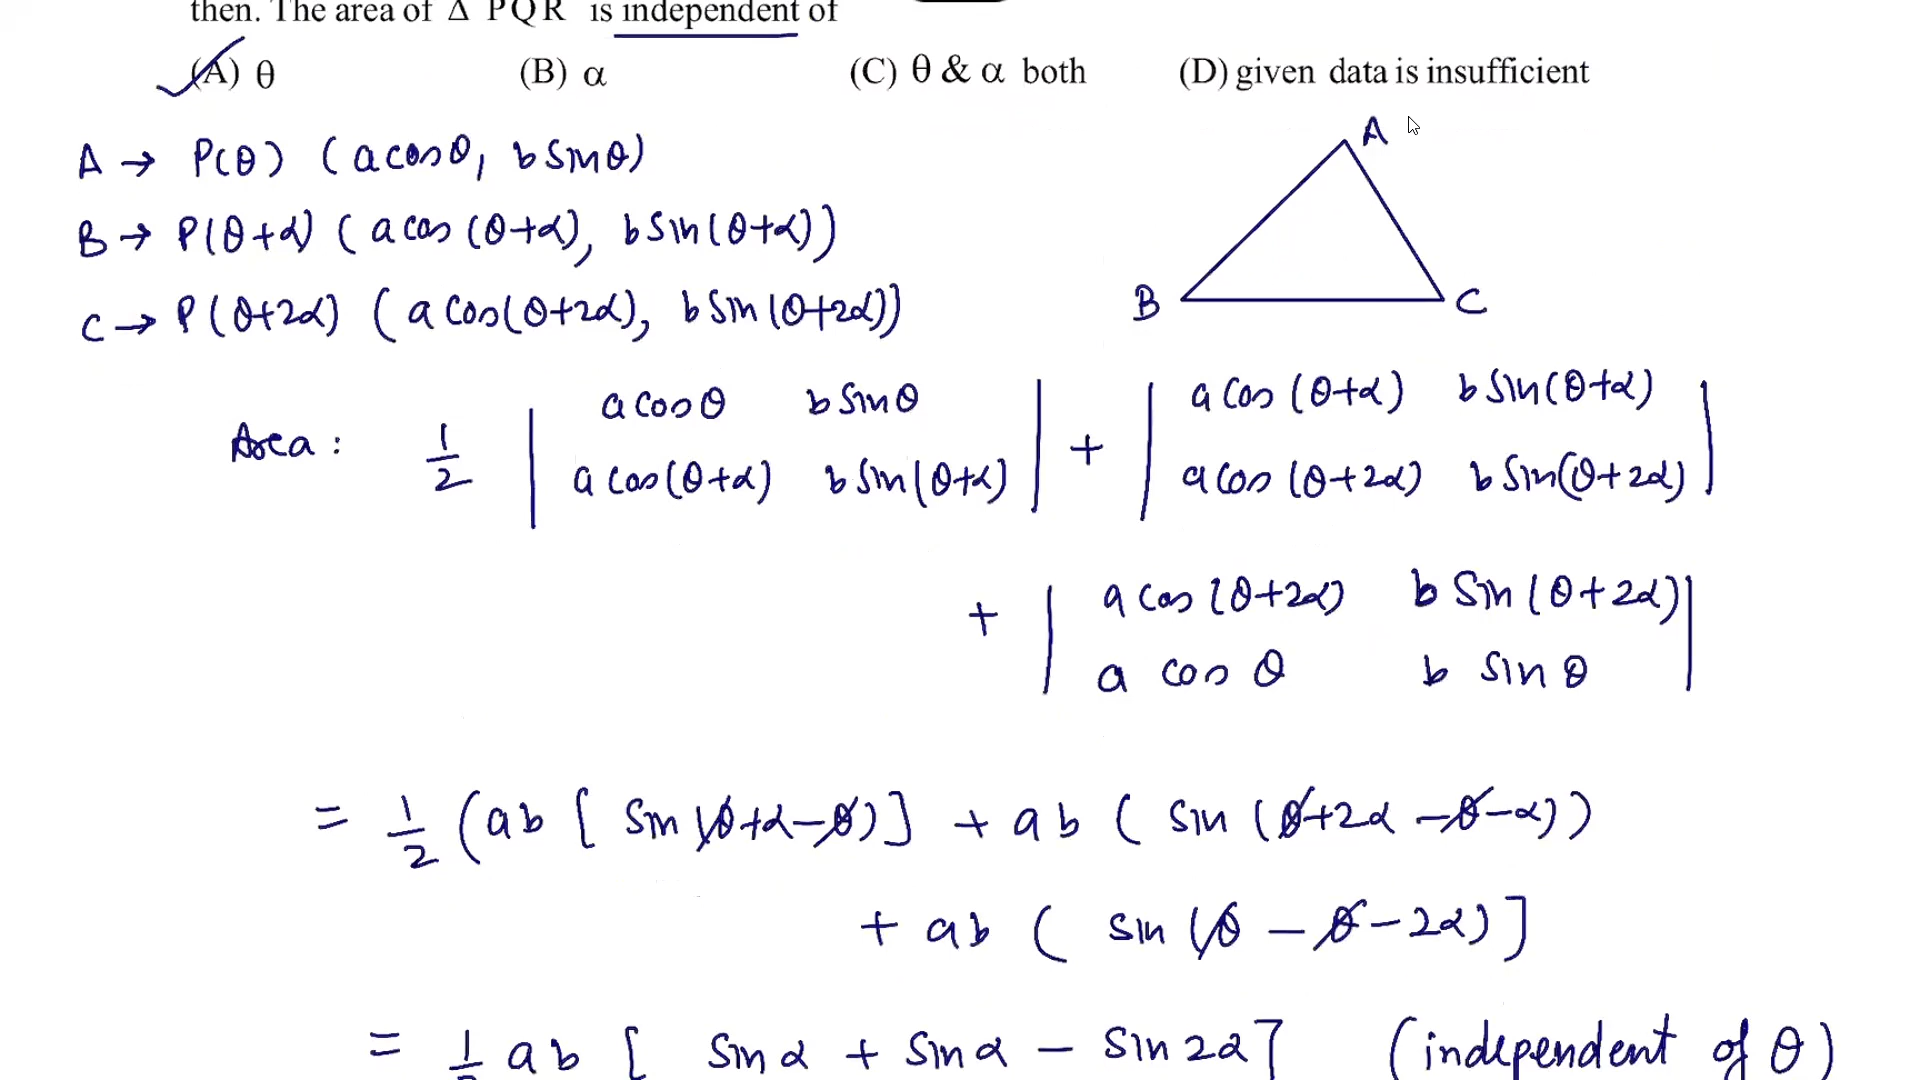 then. The area of Δ PQR is independent of
(A) θ (B) α (C) θ & α both (D) given data is insufficient
A → P(θ) (a cosθ, b sinθ)
B → P(θ+α) (a cos (θ+α), b sin(θ+α))
C → P(θ+2α) (a cos(θ+2α), b sin(θ+2α))
A
B C
Area : 1/2 | a cosθ b sinθ | + | a cos (θ+α) b sin(θ+α) |
| a cos(θ+α) b sin(θ+α) | | a cos (θ+2α) b sin(θ+2α) |
+ | a cos (θ+2α) b sin (θ+2α) |
| a cos θ b sin θ |
= 1/2 (ab [ sin (θ+α-θ)] + ab ( sin (θ+2α -θ-α))
+ ab ( sin (θ - θ - 2α)]
= 1/2 ab [ sin α + sin α - sin 2α] (independent of θ)